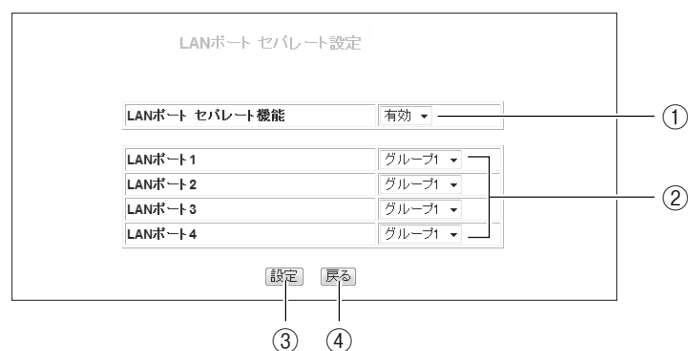 LANポート セパレート設定
LANポート セパレート機能 有効 ①
LANポート1 グループ1
LANポート2 グループ1 ②
LANポート3 グループ1
LANポート4 グループ1
設定 戻る
③ ④